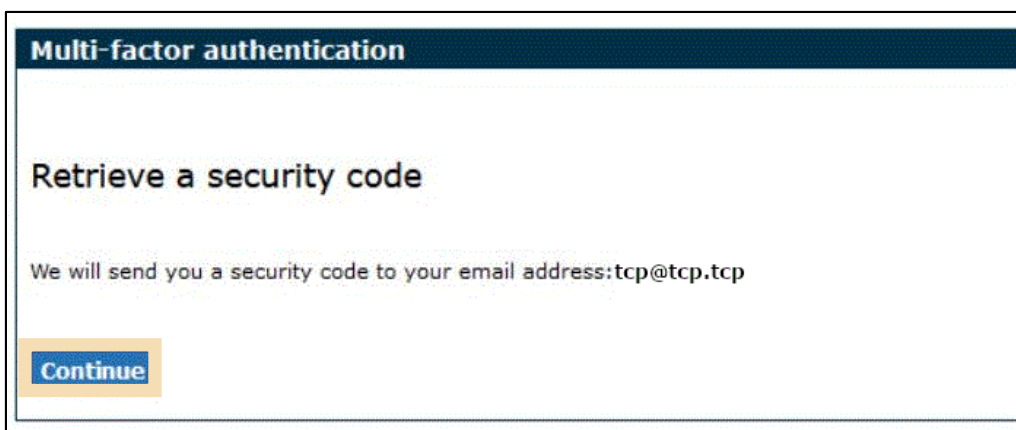 Multi-factor authentication
Retrieve a security code
We will send you a security code to your email address:tcp@tcp.tcp
Continue